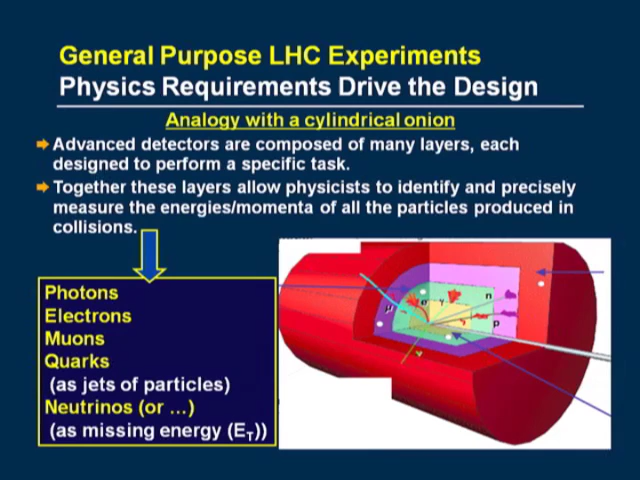 General Purpose LHC Experiments
Physics Requirements Drive the Design
Analogy with a cylindrical onion
Advanced detectors are composed of many layers, each
designed to perform a specific task.
Together these layers allow physicists to identify and precisely
measure the energies/momenta of all the particles produced in
collisions.
Photons
Electrons
Muons
Quarks
(as jets of particles)
Neutrinos (or …)
(as missing energy (ET))
n
γ
e
μ
p
ν